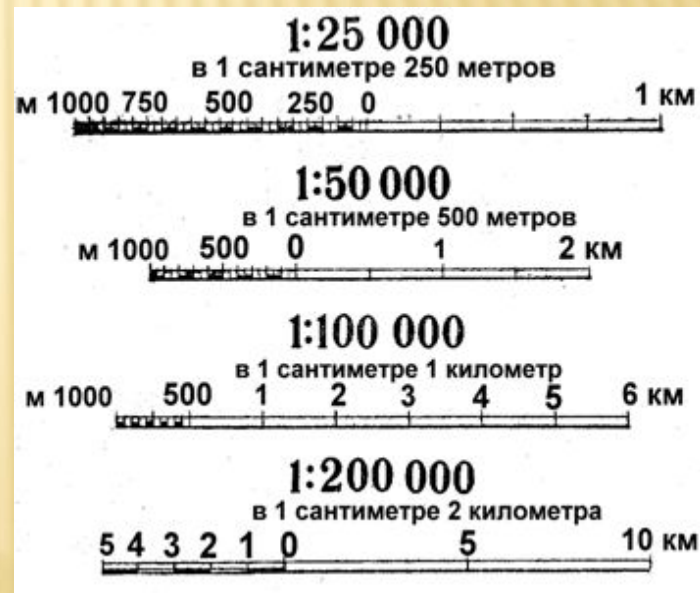 1:25 000
в 1 сантиметре 250 метров
м 1000 750 500 250 0 1 км
1:50 000
в 1 сантиметре 500 метров
м 1000 500 0 1 2 км
1:100 000
в 1 сантиметре 1 километр
м 1000 500 1 2 3 4 5 6 км
1:200 000
в 1 сантиметре 2 километра
5 4 3 2 1 0 5 10 км